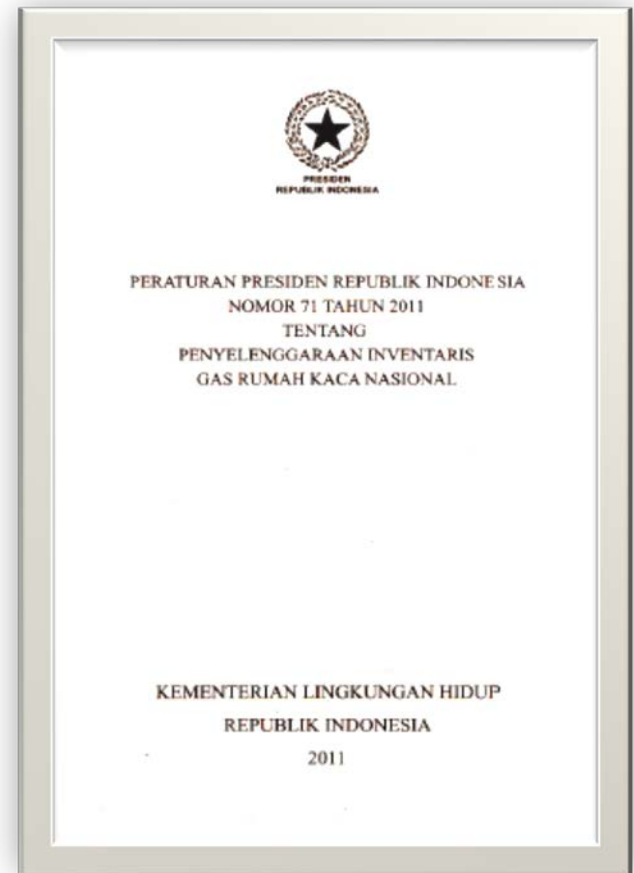 PRESIDEN
REPUBLIK INDONESIA
PERATURAN PRESIDEN REPUBLIK INDONESIA
NOMOR 71 TAHUN 2011
TENTANG
PENYELENGGARAAN INVENTARIS
GAS RUMAH KACA NASIONAL
KEMENTERIAN LINGKUNGAN HIDUP
REPUBLIK INDONESIA
2011